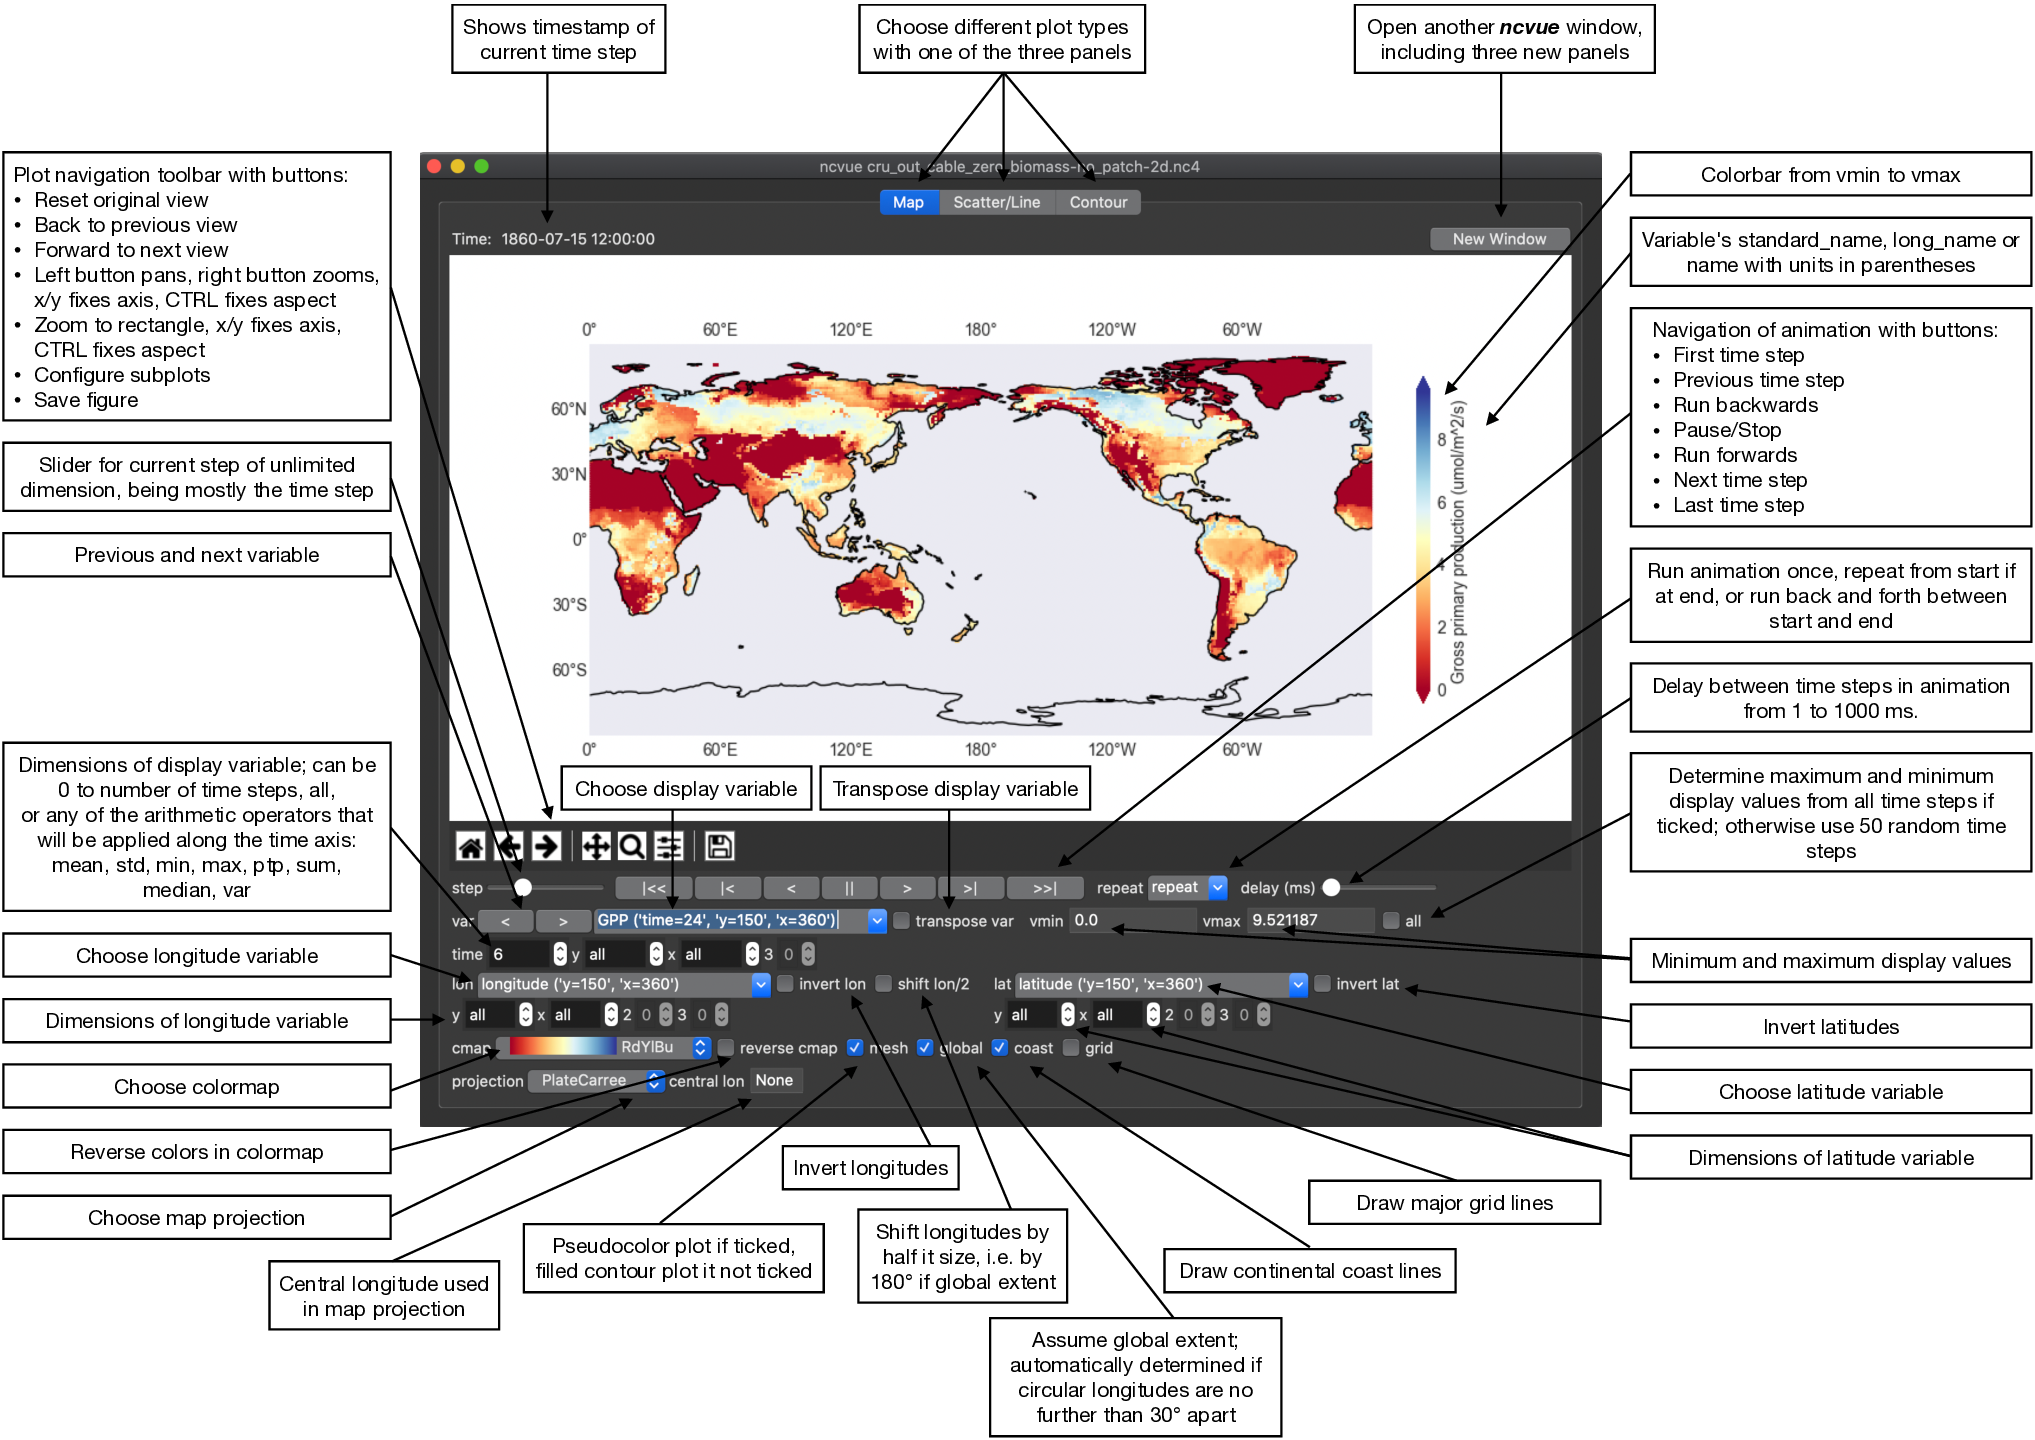 Shows timestamp of
current time step
Choose different plot types
with one of the three panels
Open another ncvue window,
including three new panels
Plot navigation toolbar with buttons:
• Reset original view
• Back to previous view
• Forward to next view
• Left button pans, right button zooms,
x/y fixes axis, CTRL fixes aspect
• Zoom to rectangle, x/y fixes axis,
CTRL fixes aspect
• Configure subplots
• Save figure
Slider for current step of unlimited
dimension, being mostly the time step
Previous and next variable
Dimensions of display variable; can be
0 to number of time steps, all,
or any of the arithmetic operators that
will be applied along the time axis:
mean, std, min, max, ptp, sum,
median, var
Choose longitude variable
Dimensions of longitude variable
Choose colormap
Reverse colors in colormap
Choose map projection
Central longitude used
in map projection
ncvue cru_out_cable_zero_biomass-no_patch-2d.nc4
Map Scatter/Line Contour
Time: 1860-07-15 12:00:00
New Window
0° 60°E 120°E 180° 120°W 60°W
60°N
30°N
0°
30°S
60°S
0° 60°E 120°E 180° 120°W 60°W
8
6
4
2
0
Gross primary production (umol/m^2/s)
Choose display variable
Transpose display variable
step |<< |< < || > >| >>| repeat repeat delay (ms)
var < > GPP ('time=24', 'y=150', 'x=360') transpose var vmin 0.0 vmax 9.521187 all
time 6 y all x all 3 0
lon longitude ('y=150', 'x=360') invert lon shift lon/2 lat latitude ('y=150', 'x=360') invert lat
y all x all 2 0 3 0 y all x all 2 0 3 0
cmap RdYlBu reverse cmap mesh global coast grid
projection PlateCarree central lon None
Colorbar from vmin to vmax
Variable's standard_name, long_name or
name with units in parentheses
Navigation of animation with buttons:
• First time step
• Previous time step
• Run backwards
• Pause/Stop
• Run forwards
• Next time step
• Last time step
Run animation once, repeat from start if
at end, or run back and forth between
start and end
Delay between time steps in animation
from 1 to 1000 ms.
Determine maximum and minimum
display values from all time steps if
ticked; otherwise use 50 random time
steps
Minimum and maximum display values
Invert latitudes
Choose latitude variable
Dimensions of latitude variable
Invert longitudes
Pseudocolor plot if ticked,
filled contour plot it not ticked
Shift longitudes by
half it size, i.e. by
180° if global extent
Draw major grid lines
Draw continental coast lines
Assume global extent;
automatically determined if
circular longitudes are no
further than 30° apart